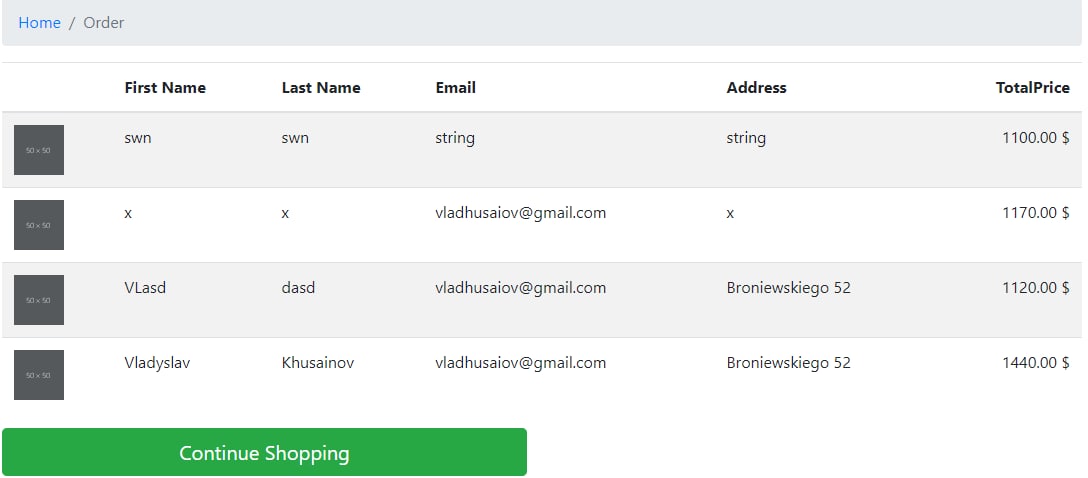 Home / Order
First Name Last Name Email Address TotalPrice
50 × 50 swn swn string string 1100.00 $
50 × 50 x x vladhusaiov@gmail.com x 1170.00 $
50 × 50 VLasd dasd vladhusaiov@gmail.com Broniewskiego 52 1120.00 $
50 × 50 Vladyslav Khusainov vladhusaiov@gmail.com Broniewskiego 52 1440.00 $
Continue Shopping